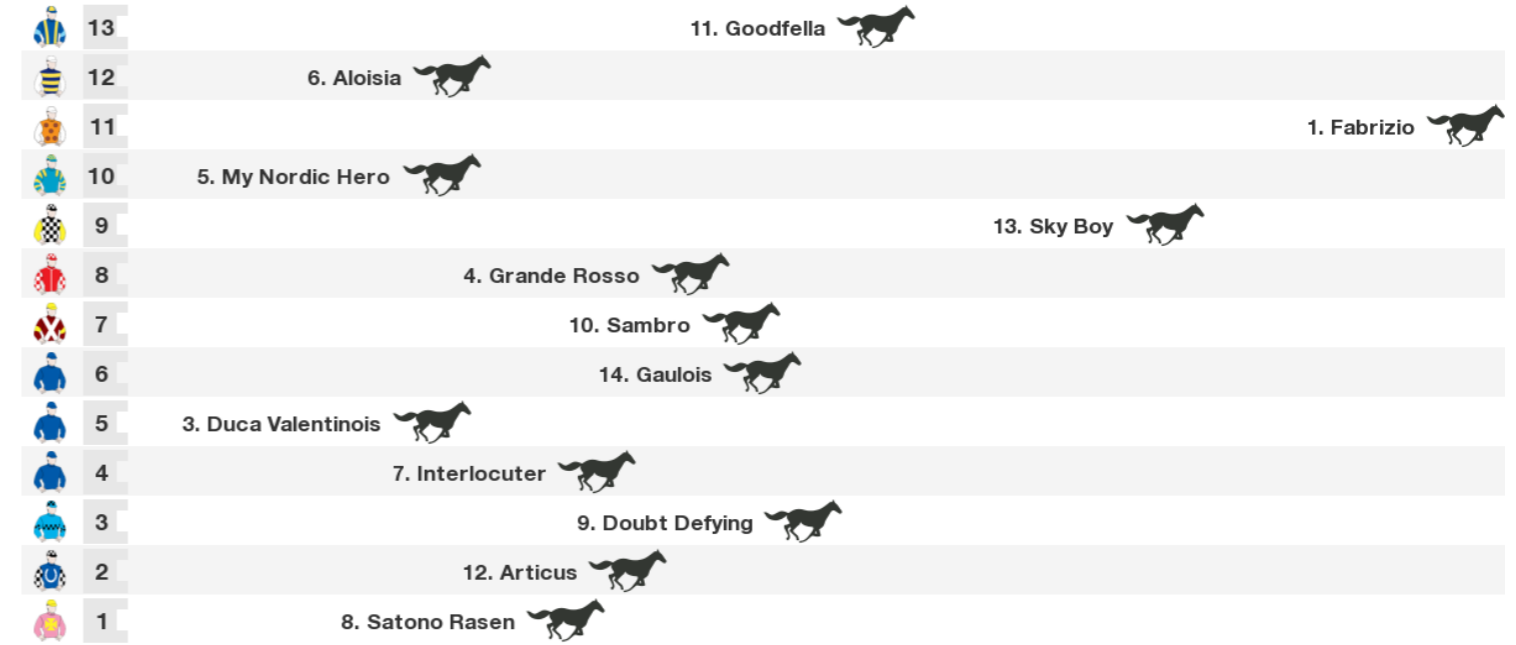 13 11. Goodfella
12 6. Aloisia
11 1. Fabrizio
10 5. My Nordic Hero
9 13. Sky Boy
8 4. Grande Rosso
7 10. Sambro
6 14. Gaulois
5 3. Duca Valentinois
4 7. Interlocuter
3 9. Doubt Defying
2 12. Articus
1 8. Satono Rasen